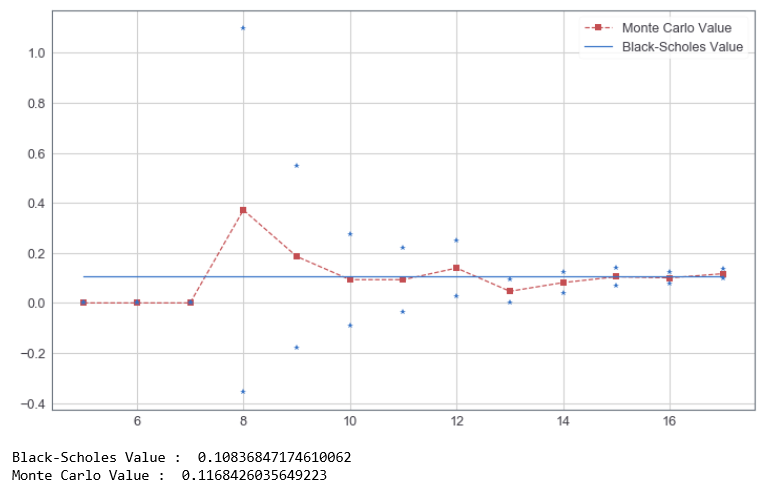 Monte Carlo Value
Black-Scholes Value
1.0
0.8
0.6
0.4
0.2
0.0
−0.2
−0.4
6 8 10 12 14 16
Black-Scholes Value :  0.10836847174610062
Monte Carlo Value :  0.1168426035649223